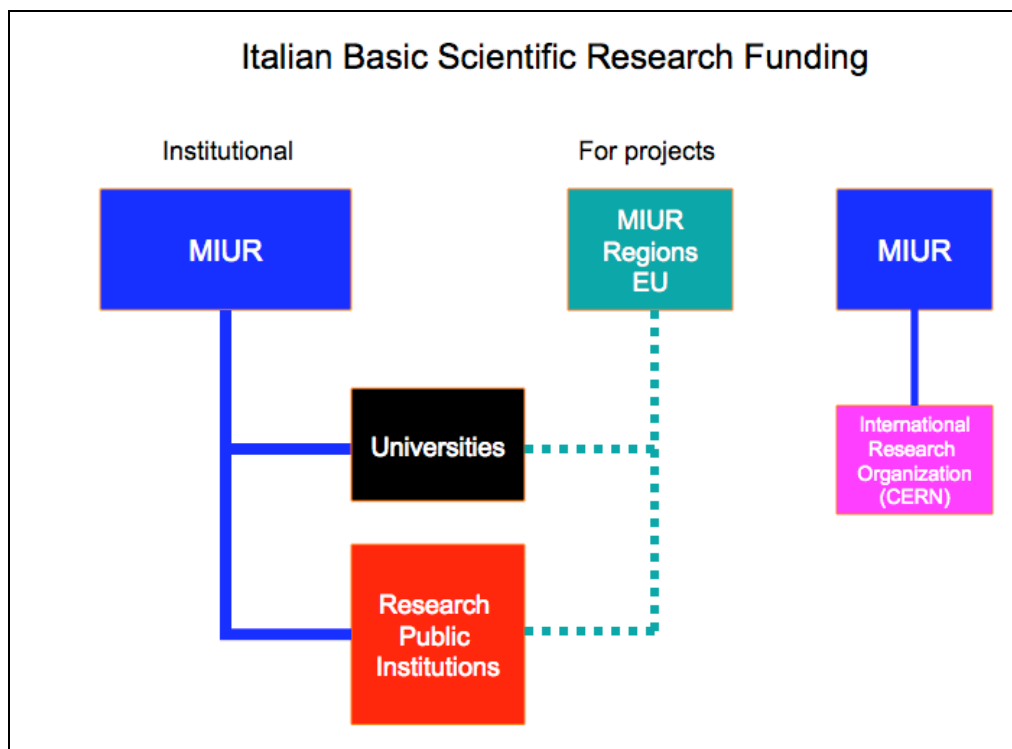 Italian Basic Scientific Research Funding
Institutional
For projects
MIUR
MIUR
Regions
EU
MIUR
Universities
International
Research
Organization
(CERN)
Research
Public
Institutions